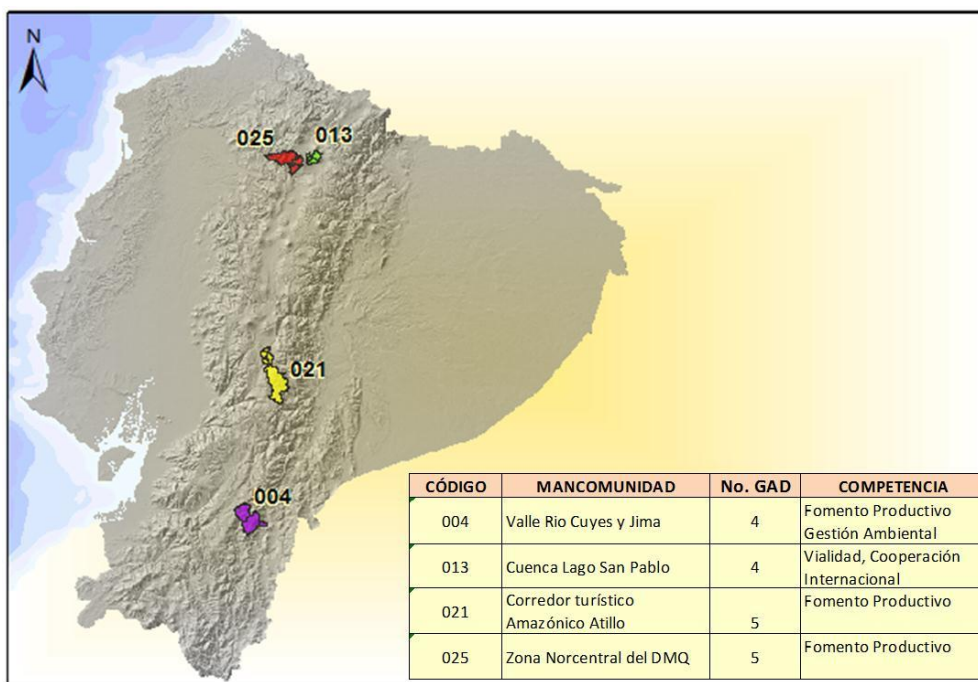 N
025
013
021
004
CÓDIGO MANCOMUNIDAD No. GAD COMPETENCIA
004 Valle Rio Cuyes y Jima 4 Fomento Productivo
Gestión Ambiental
013 Cuenca Lago San Pablo 4 Vialidad, Cooperación
Internacional
021 Corredor turístico
Amazónico Atillo 5 Fomento Productivo
025 Zona Norcentral del DMQ 5 Fomento Productivo